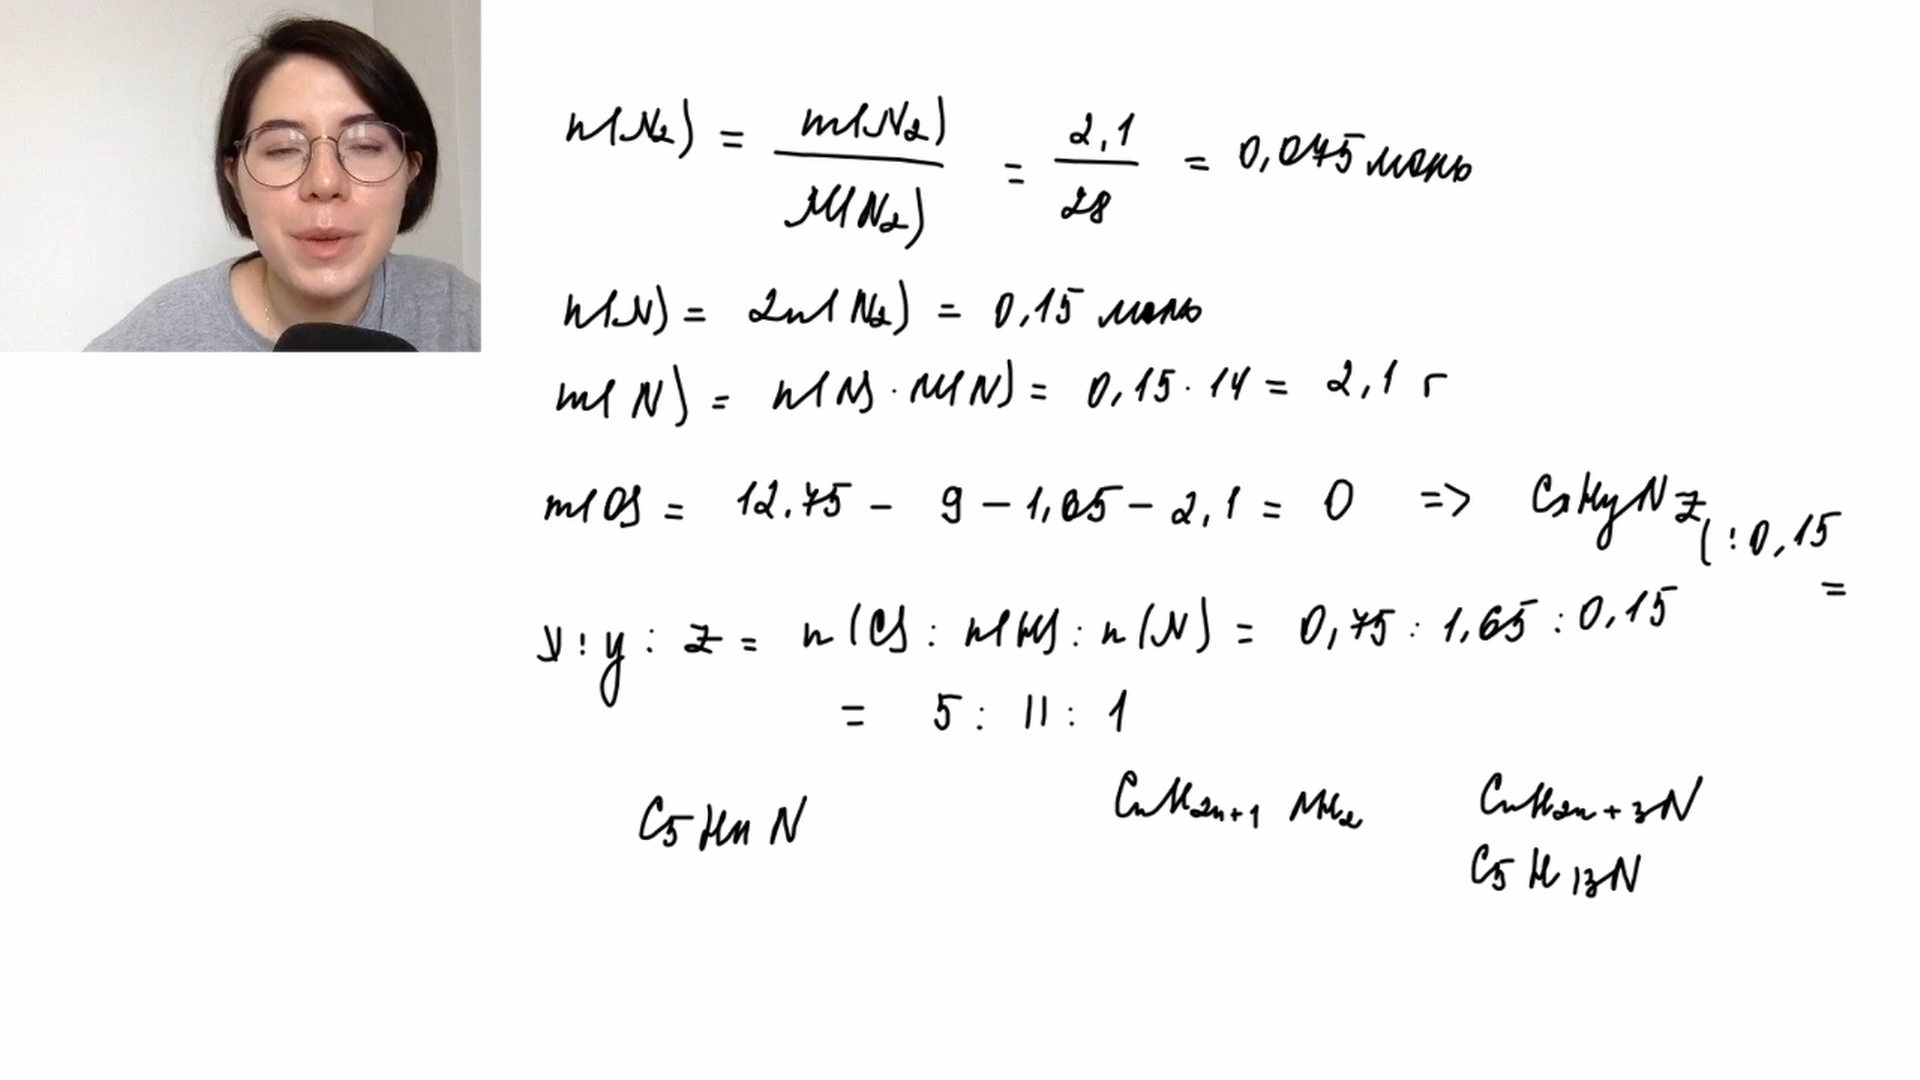 n(N₂) = m(N₂) / M(N₂) = 2,1 / 28 = 0,075 моль
n(N) = 2n(N₂) = 0,15 моль
m(N) = n(N) · M(N) = 0,15 · 14 = 2,1 г
m(O) = 12.75 - 9 - 1,65 - 2,1 = 0 => CxHyNz
(:0,15
x : y : z = n(C) : n(H) : n(N) = 0,75 : 1,65 : 0,15 =
= 5 : 11 : 1
C₅H₁₁N
CnH₂n+1 NH₂
CnH₂n+3N
C₅H₁₃N